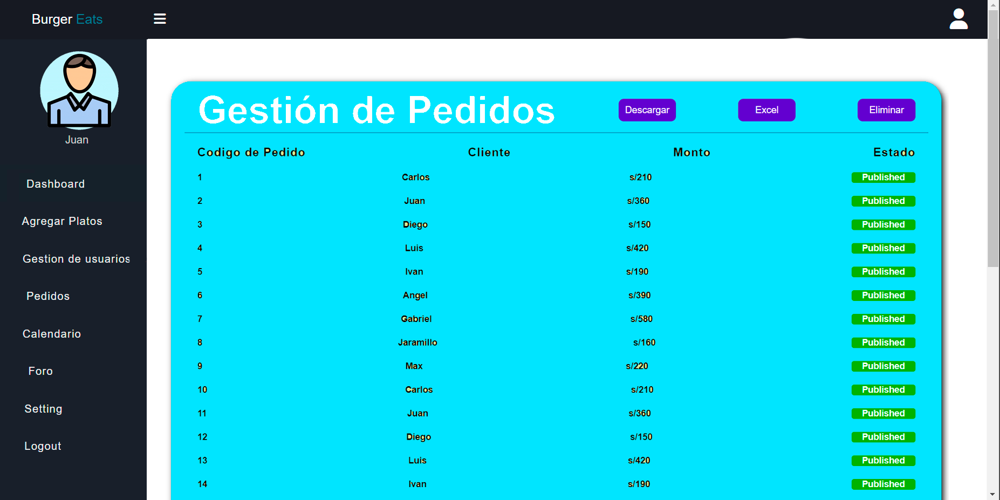 Burger Eats
Juan
Dashboard
Agregar Platos
Gestion de usuarios
Pedidos
Calendario
Foro
Setting
Logout
Gestión de Pedidos
Descargar
Excel
Eliminar
Codigo de Pedido Cliente Monto Estado
1 Carlos s/210 Published
2 Juan s/360 Published
3 Diego s/150 Published
4 Luis s/420 Published
5 Ivan s/190 Published
6 Angel s/390 Published
7 Gabriel s/580 Published
8 Jaramillo s/160 Published
9 Max s/220 Published
10 Carlos s/210 Published
11 Juan s/360 Published
12 Diego s/150 Published
13 Luis s/420 Published
14 Ivan s/190 Published